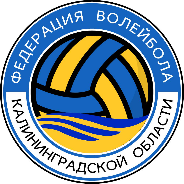 ФЕДЕРАЦИЯ ВОЛЕЙБОЛА
КАЛИНИНГРАДСКОЙ ОБЛАСТИ